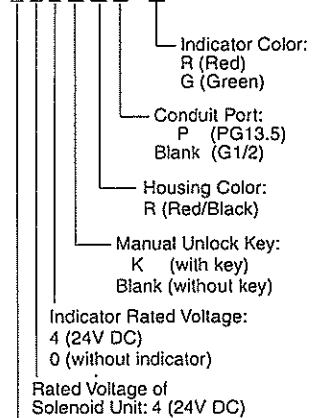 Indicator Color:
R (Red)
G (Green)
Conduit Port:
P (PG13.5)
Blank (G1/2)
Housing Color:
R (Red/Black)
Manual Unlock Key:
K (with key)
Blank (without key)
Indicator Rated Voltage:
4 (24V DC)
0 (without indicator)
Rated Voltage of
Solenoid Unit: 4 (24V DC)